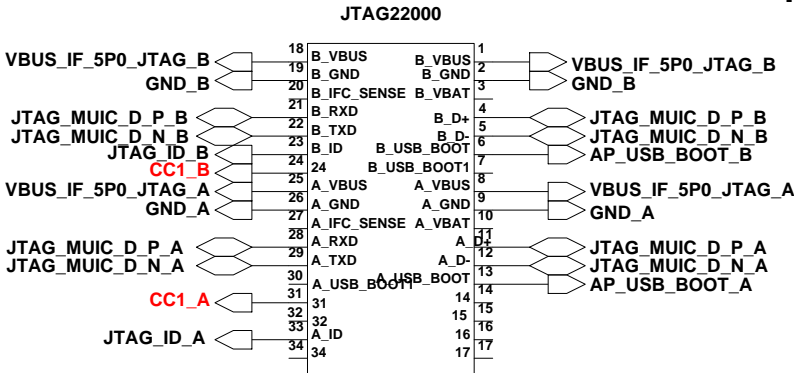 JTAG22000
18 1
VBUS_IF_5P0_JTAG_B B_VBUS B_VBUS VBUS_IF_5P0_JTAG_B
19 2
GND_B B_GND B_GND GND_B
20 3
B_IFC_SENSE B_VBAT
21 4
JTAG_MUIC_D_P_B B_RXD B_D+ JTAG_MUIC_D_P_B
22 5
JTAG_MUIC_D_N_B B_TXD B_D- JTAG_MUIC_D_N_B
23 6
JTAG_ID_B B_ID B_USB_BOOT AP_USB_BOOT_B
24 7
CC1_B 24 B_USB_BOOT1
25 8
VBUS_IF_5P0_JTAG_A A_VBUS A_VBUS VBUS_IF_5P0_JTAG_A
26 9
GND_A A_GND A_GND GND_A
27 10
A_IFC_SENSE A_VBAT
28 11
JTAG_MUIC_D_P_A A_RXD A_D+ JTAG_MUIC_D_P_A
29 12
JTAG_MUIC_D_N_A A_TXD A_D- JTAG_MUIC_D_N_A
30 13
A_USB_BOOT1 A_USB_BOOT AP_USB_BOOT_A
31 14
CC1_A 31 14
32 15
32 15
33 16
JTAG_ID_A A_ID 16
34 17
34 17